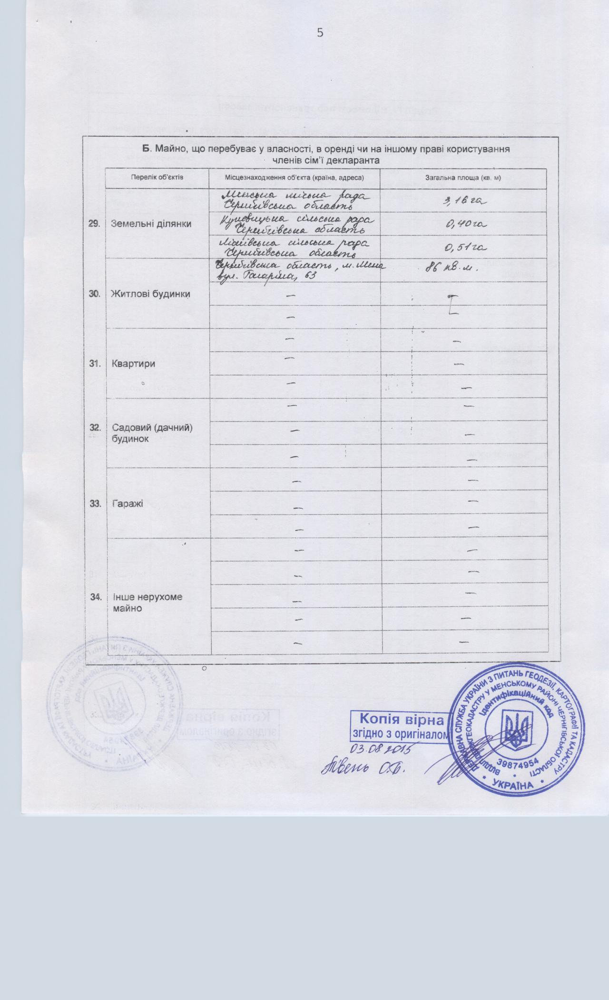 5
Б. Майно, що перебуває у власності, в оренді чи на іншому праві користування
членів сім’ї декларанта
Перелік об’єктів
Місцезнаходження об’єкта (країна, адреса)
Загальна площа (кв. м)
29. Земельні ділянки
Менська міська рада
Чернігівська область
3,16 га
сільська рада
Чернігівська область
0,40 га
сільська рада
Чернігівська область
0,51 га
30. Житлові будинки
Чернігівська область, м. Мена
вул. Гагаріна, 63
86 кв. м.
—
—
—
31. Квартири
— —
— —
— —
32. Садовий (дачний)
будинок
— —
— —
— —
33. Гаражі
— —
— —
— —
34. Інше нерухоме
майно
— —
— —
— —
— —
— —
Копія вірна
згідно з оригіналом
03.08.2015
Півень О.В.
ДЕРЖАВНА СЛУЖБА УКРАЇНИ З ПИТАНЬ ГЕОДЕЗІЇ, КАРТОГРАФІЇ ТА КАДАСТРУ
ВІДДІЛ ДЕРЖГЕОКАДАСТРУ У МЕНСЬКОМУ РАЙОНІ ЧЕРНІГІВСЬКОЇ ОБЛАСТІ
Ідентифікаційний код
39874954
* УКРАЇНА *